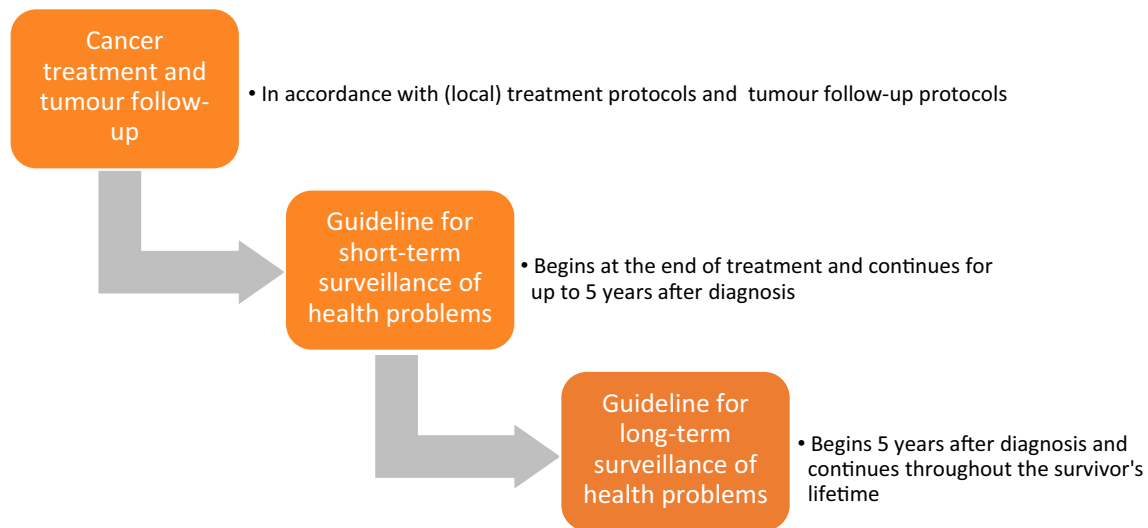 Cancer
treatment and
tumour follow-
up
• In accordance with (local) treatment protocols and tumour follow-up protocols
Guideline for
short-term
surveillance of
health problems
• Begins at the end of treatment and continues for
up to 5 years after diagnosis
Guideline for
long-term
surveillance of
health problems
• Begins 5 years after diagnosis and
continues throughout the survivor's
lifetime